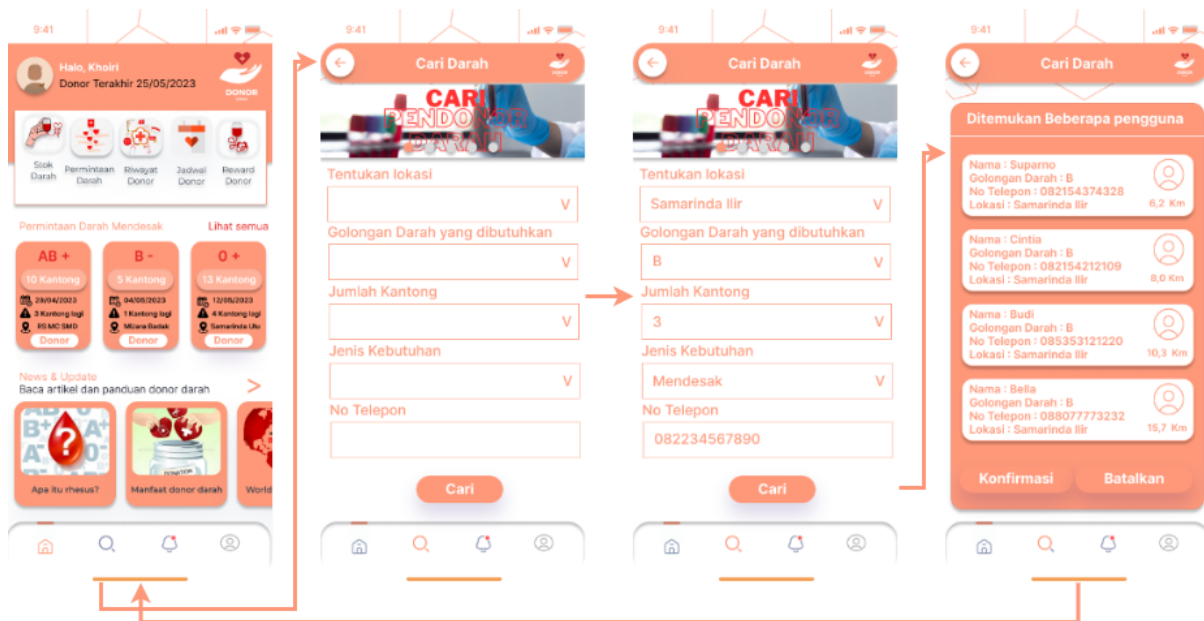 9:41
Halo, Khoiri
Donor Terakhir 25/05/2023
DONOR
Stok Darah
Permintaan Darah
Riwayat Donor
Jadwal Donor
Reward Donor
Permintaan Darah Mendesak
Lihat semua
AB +
10 Kantong
29/04/2023
3 Kantong lagi
RS MC SMD
Donor
B -
5 Kantong
04/05/2023
1 Kantong lagi
Muara Badak
Donor
O +
13 Kantong
12/05/2023
4 Kantong lagi
Samarinda Ulu
Donor
News & Update
Baca artikel dan panduan donor darah
>
Apa itu rhesus?
DONATION
Manfaat donor darah
World
9:41
Cari Darah
DONOR
CARI
PENDONOR
DARAH
Tentukan lokasi
V
Golongan Darah yang dibutuhkan
V
Jumlah Kantong
V
Jenis Kebutuhan
V
No Telepon
Cari
9:41
Cari Darah
DONOR
CARI
PENDONOR
DARAH
Tentukan lokasi
Samarinda Ilir V
Golongan Darah yang dibutuhkan
B V
Jumlah Kantong
3 V
Jenis Kebutuhan
Mendesak V
No Telepon
082234567890
Cari
9:41
Cari Darah
DONOR
Ditemukan Beberapa pengguna
Nama : Suparno
Golongan Darah : B
No Telepon : 082154374328
Lokasi : Samarinda Ilir
6,2 Km
Nama : Cintia
Golongan Darah : B
No Telepon : 082154212109
Lokasi : Samarinda Ilir
8,0 Km
Nama : Budi
Golongan Darah : B
No Telepon : 085353121220
Lokasi : Samarinda Ilir
10,3 Km
Nama : Bella
Golongan Darah : B
No Telepon : 088077773232
Lokasi : Samarinda Ilir
15,7 Km
Konfirmasi
Batalkan